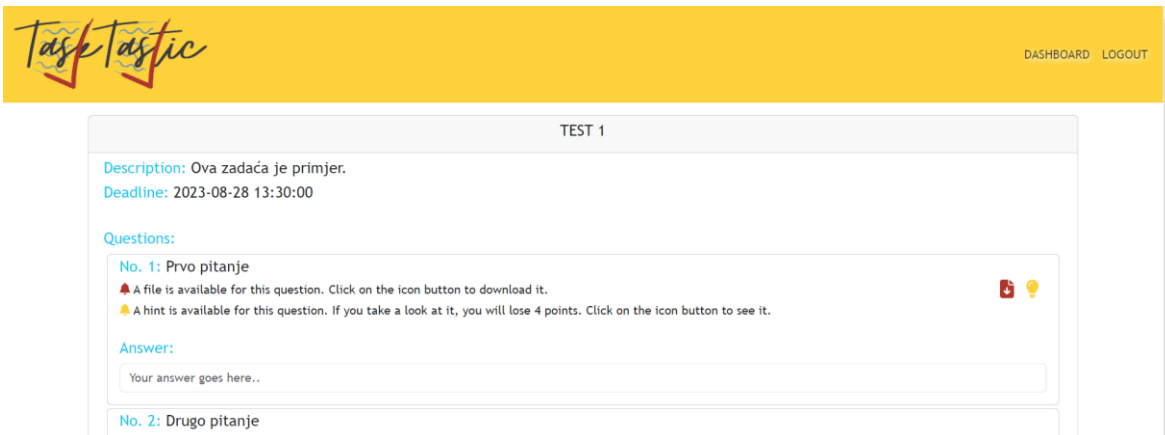 TaskTastic
DASHBOARD LOGOUT
TEST 1
Description: Ova zadaća je primjer.
Deadline: 2023-08-28 13:30:00
Questions:
No. 1: Prvo pitanje
A file is available for this question. Click on the icon button to download it.
A hint is available for this question. If you take a look at it, you will lose 4 points. Click on the icon button to see it.
Answer:
Your answer goes here..
No. 2: Drugo pitanje